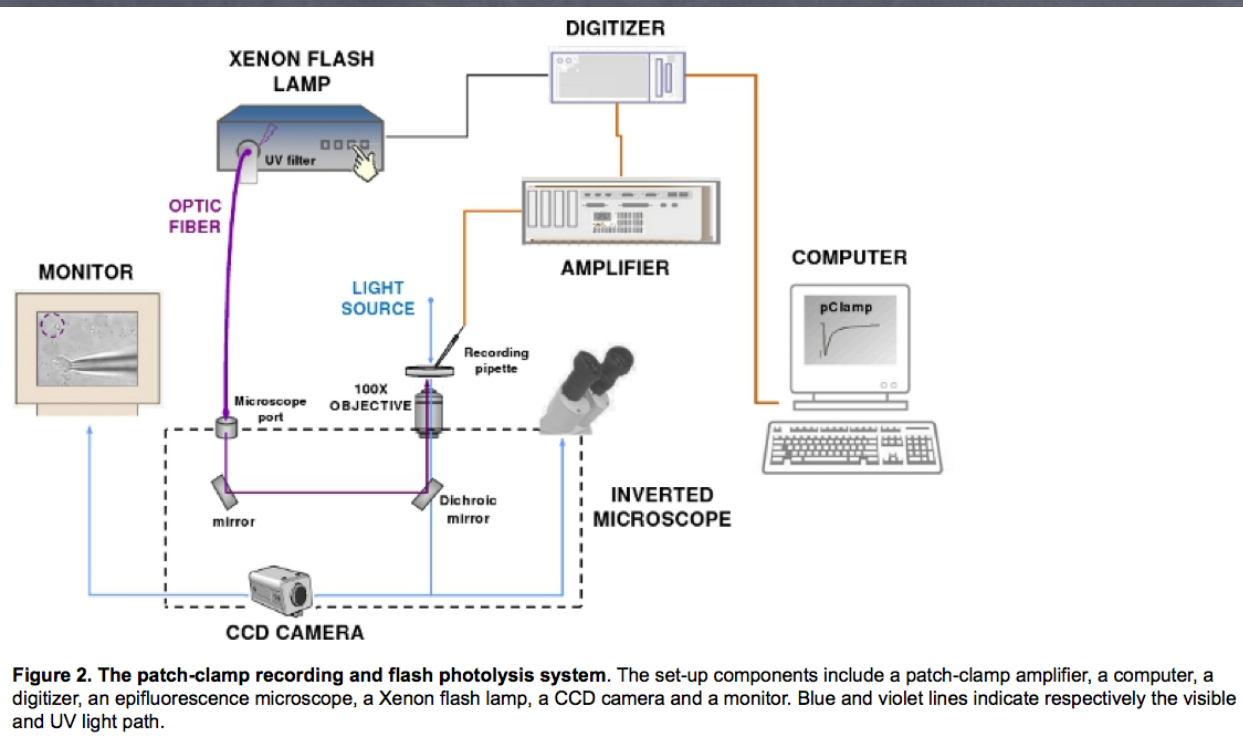 DIGITIZER
XENON FLASH
LAMP
UV filter
OPTIC
FIBER
AMPLIFIER
COMPUTER
MONITOR
LIGHT
SOURCE
pClamp
Recording
pipette
100X
OBJECTIVE
Microscope
port
mirror
Dichroic
mirror
INVERTED
MICROSCOPE
CCD CAMERA
Figure 2. The patch-clamp recording and flash photolysis system. The set-up components include a patch-clamp amplifier, a computer, a
digitizer, an epifluorescence microscope, a Xenon flash lamp, a CCD camera and a monitor. Blue and violet lines indicate respectively the visible
and UV light path.